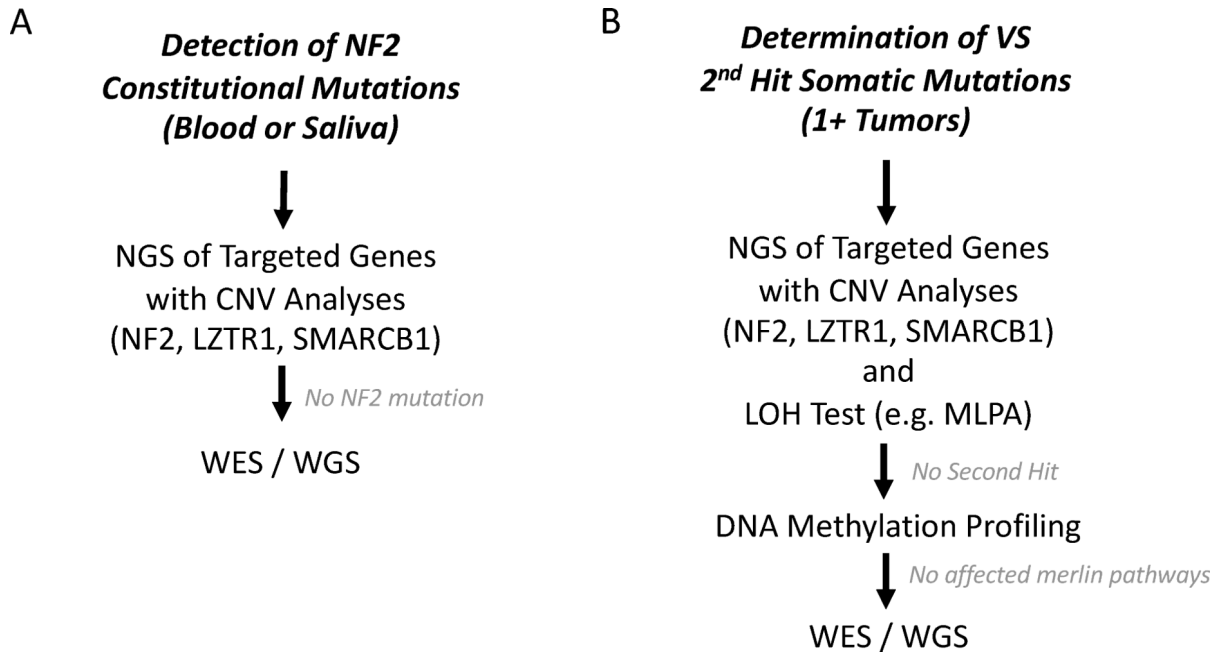 A
Detection of NF2
Constitutional Mutations
(Blood or Saliva)
NGS of Targeted Genes
with CNV Analyses
(NF2, LZTR1, SMARCB1)
No NF2 mutation
WES / WGS
B
Determination of VS
2nd Hit Somatic Mutations
(1+ Tumors)
NGS of Targeted Genes
with CNV Analyses
(NF2, LZTR1, SMARCB1)
and
LOH Test (e.g. MLPA)
No Second Hit
DNA Methylation Profiling
No affected merlin pathways
WES / WGS